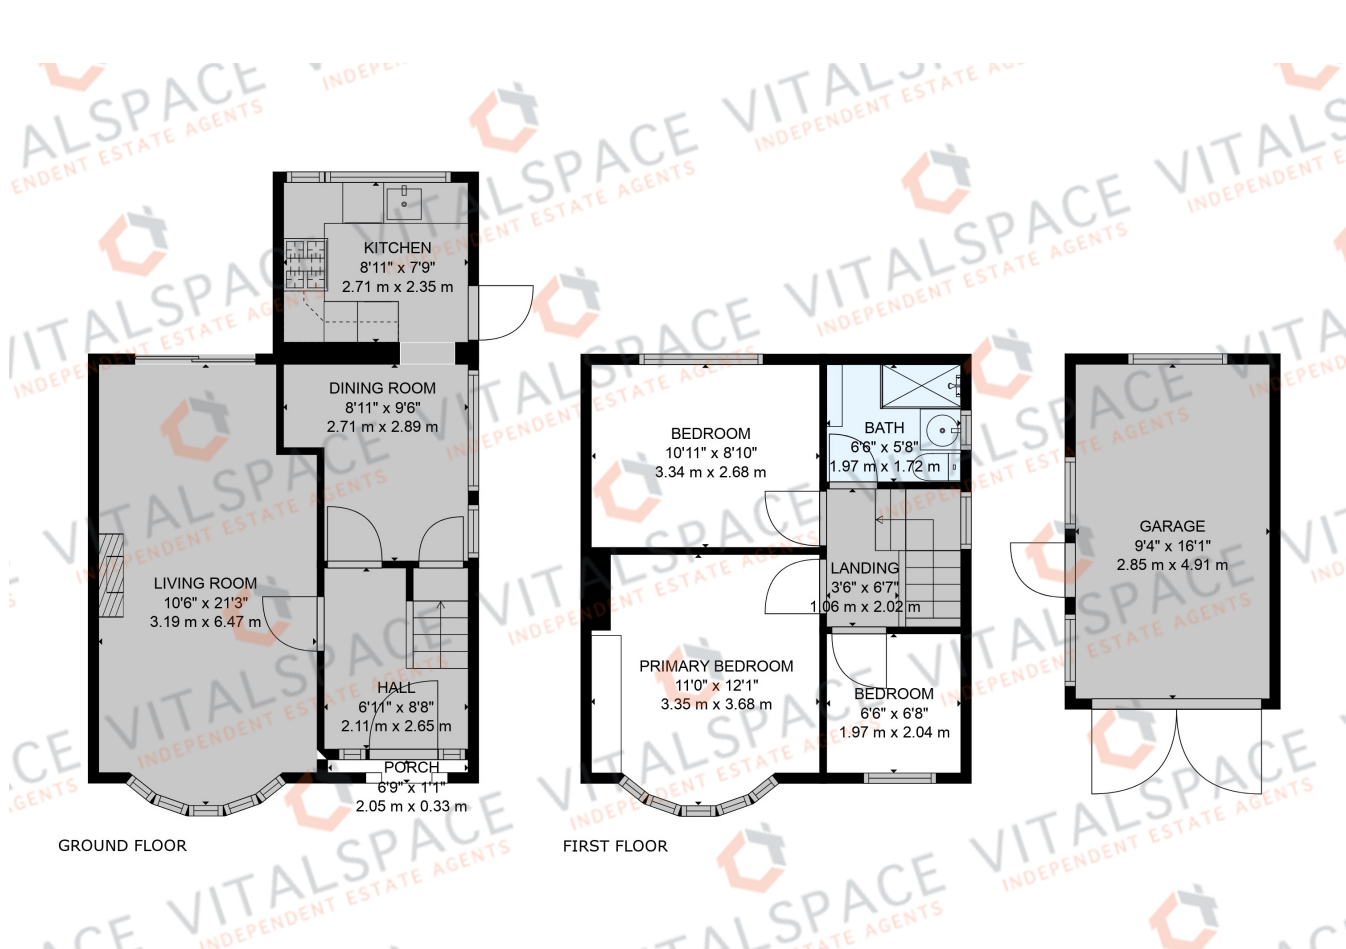 KITCHEN
8'11" x 7'9"
2.71 m x 2.35 m
DINING ROOM
8'11" x 9'6"
2.71 m x 2.89 m
LIVING ROOM
10'6" x 21'3"
3.19 m x 6.47 m
HALL
6'11" x 8'8"
2.11 m x 2.65 m
PORCH
6'9" x 1'1"
2.05 m x 0.33 m
GROUND FLOOR
BEDROOM
10'11" x 8'10"
3.34 m x 2.68 m
BATH
6'6" x 5'8"
1.97 m x 1.72 m
LANDING
3'6" x 6'7"
1.06 m x 2.02 m
PRIMARY BEDROOM
11'0" x 12'1"
3.35 m x 3.68 m
BEDROOM
6'6" x 6'8"
1.97 m x 2.04 m
FIRST FLOOR
GARAGE
9'4" x 16'1"
2.85 m x 4.91 m
VITALSPACE
INDEPENDENT ESTATE AGENTS